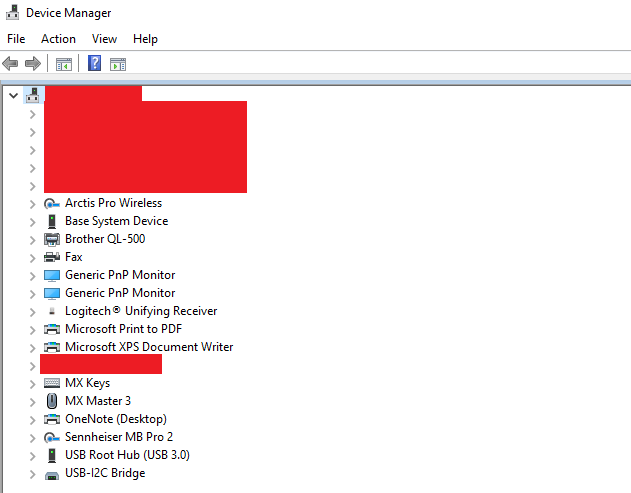 Device Manager
File Action View Help
Arctis Pro Wireless
Base System Device
Brother QL-500
Fax
Generic PnP Monitor
Generic PnP Monitor
Logitech® Unifying Receiver
Microsoft Print to PDF
Microsoft XPS Document Writer
MX Keys
MX Master 3
OneNote (Desktop)
Sennheiser MB Pro 2
USB Root Hub (USB 3.0)
USB-I2C Bridge